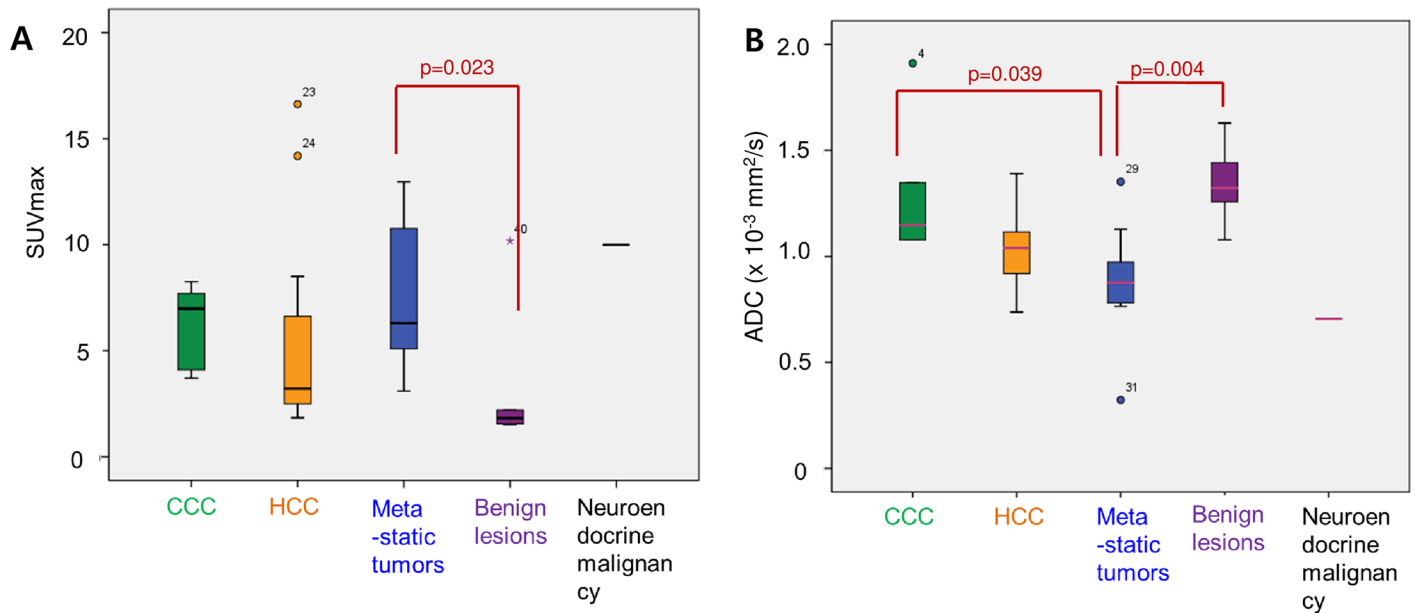 A
20
15
10
5
0
SUVmax
p=0.023
23
24
40
CCC
HCC
Meta
-static
tumors
Benign
lesions
Neuroen
docrine
malignan
cy
B
2.0
1.5
1.0
0.5
0
ADC (x 10-3 mm2/s)
p=0.039
p=0.004
4
29
31
CCC
HCC
Meta
-static
tumors
Benign
lesions
Neuroen
docrine
malignan
cy